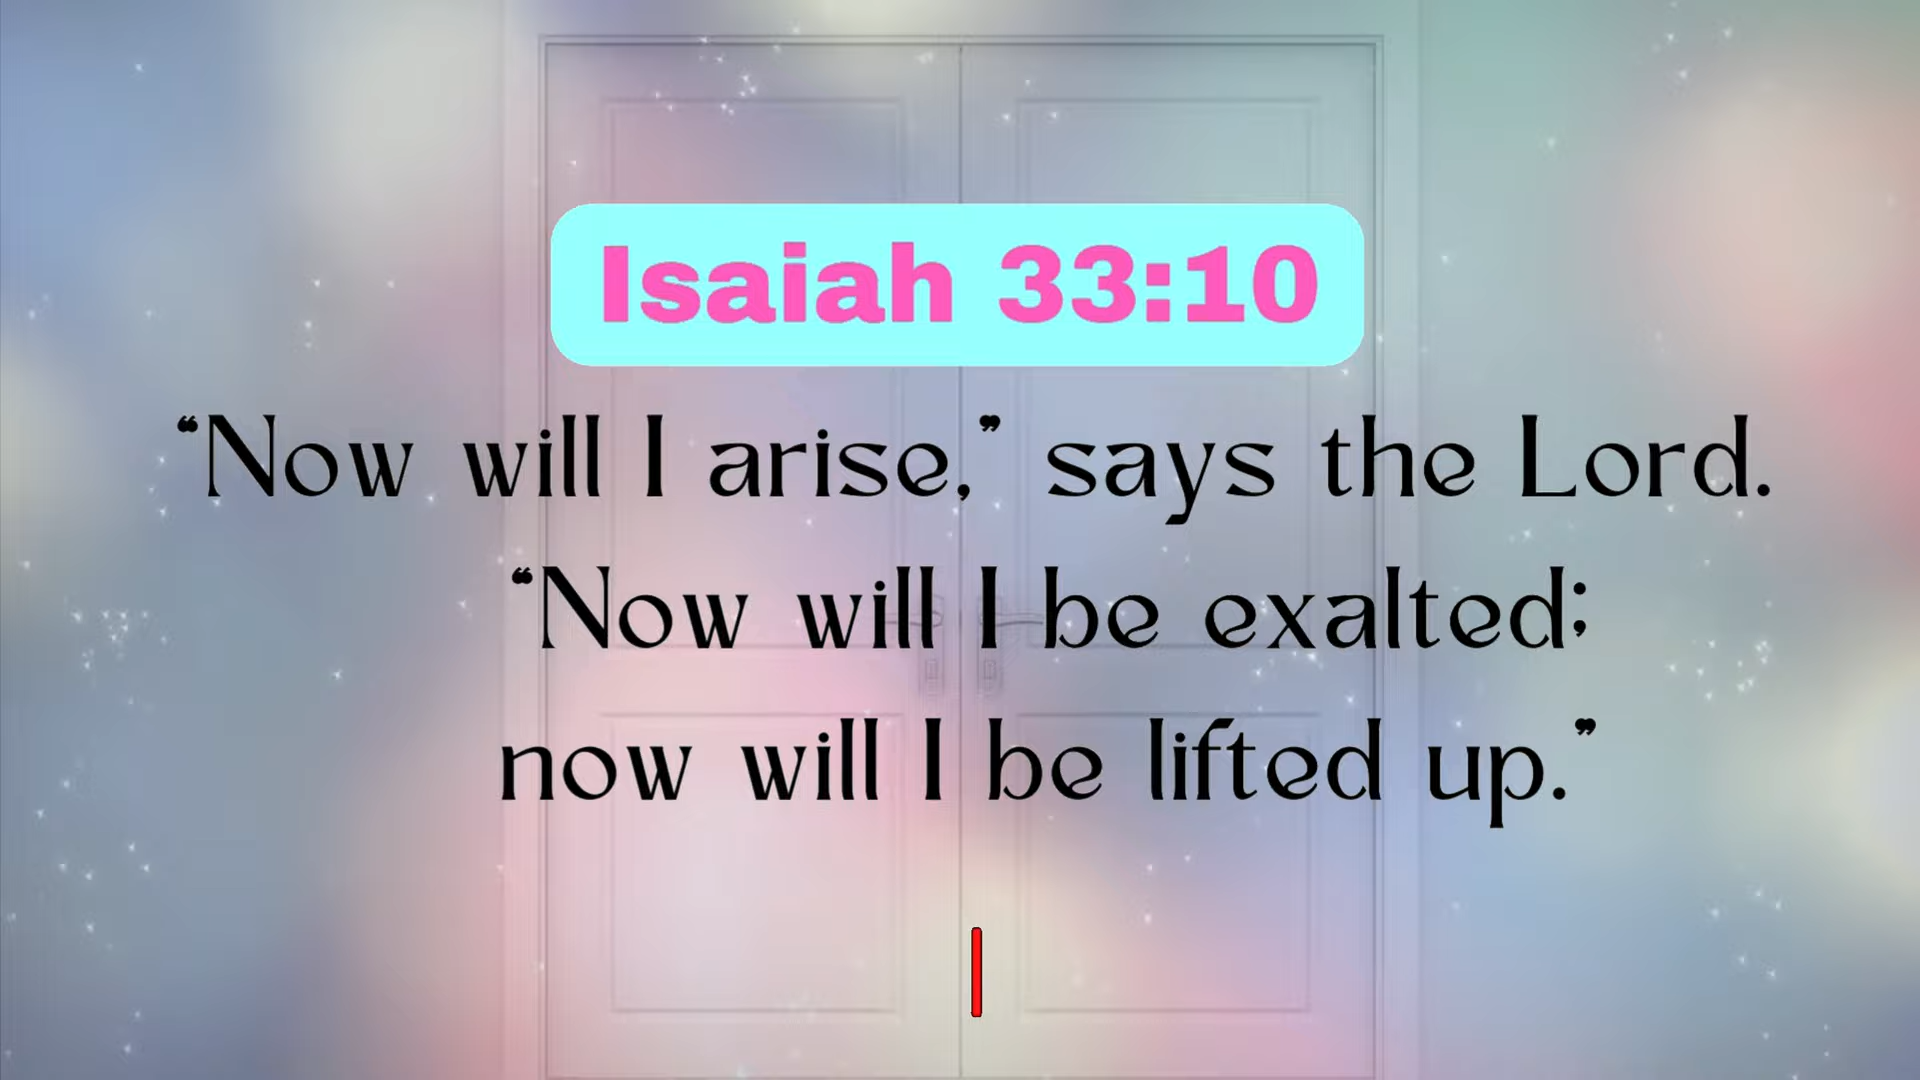 Isaiah 33:10
“Now will I arise,” says the Lord.
“Now will I be exalted;
now will I be lifted up.”